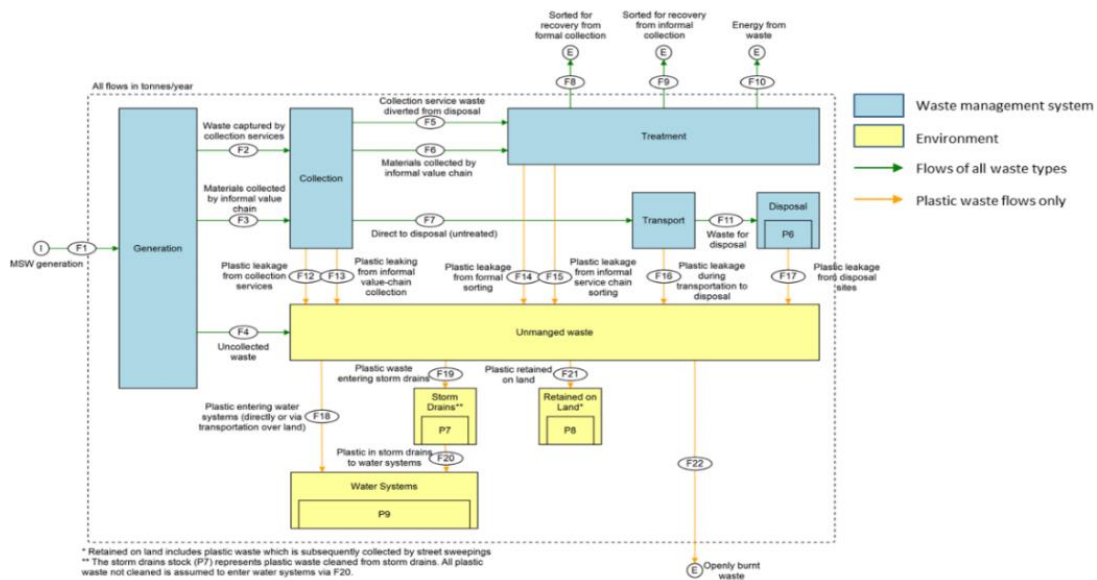 Sorted for
recovery from
formal collection
Sorted for
recovery from
informal
collection
Energy from
waste
E
E
E
F8
F9
F10
All flows in tonnes/year
Collection service waste
diverted from disposal
F5
Waste captured by
collection services
F2
F6
Materials collected by
informal value chain
Treatment
Collection
Materials collected
by informal value
chain
F3
F7
Direct to disposal (untreated)
Transport
F11
Waste for
disposal
Disposal
P6
I
F1
MSW generation
Generation
Plastic leakage
from collection
services
F12
F13
Plastic leaking
from informal
value-chain
collection
Plastic leakage
from formal
sorting
F14
F15
Plastic leakage
from informal
service chain
sorting
F16
Plastic leakage
during
transportation to
disposal
F17
Plastic leakage
from disposal
sites
F4
Uncollected
waste
Unmanged waste
Plastic waste
entering storm drains
F19
Plastic retained
on land
F21
Storm
Drains**
P7
Retained on
Land*
P8
Plastic entering water
systems (directly or via
transportation over land)
F18
Plastic in storm drains
to water systems
F20
F22
Water Systems
P9
* Retained on land includes plastic waste which is subsequently collected by street sweepings
** The storm drains stock (P7) represents plastic waste cleaned from storm drains. All plastic
waste not cleaned is assumed to enter water systems via F20.
E
Openly burnt
waste
Waste management system
Environment
Flows of all waste types
Plastic waste flows only